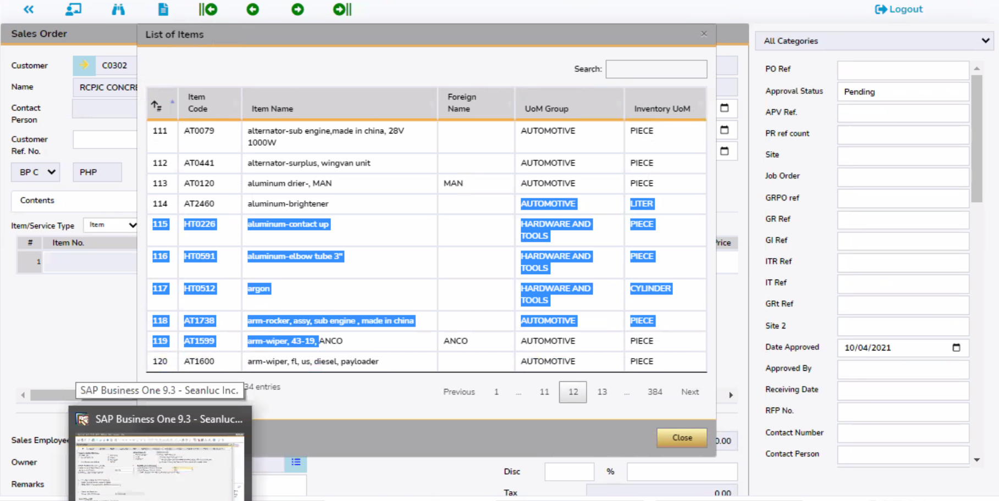 Logout
Sales Order
List of Items
×
All Categories
Customer
C0302
Search:
PO Ref
Name
RCPJC CONCRE
Approval Status
Pending
Contact
Person
# Item
Code
Item Name
Foreign
Name
UoM Group
Inventory UoM
APV Ref.
Customer
Ref. No.
111 AT0079 alternator-sub engine,made in china, 28V
1000W
AUTOMOTIVE PIECE
PR ref count
Site
112 AT0441 alternator-surplus, wingvan unit AUTOMOTIVE PIECE
BP C
PHP
Job Order
113 AT0120 aluminum drier-, MAN MAN AUTOMOTIVE PIECE
GRPO ref
Contents
114 AT2460 aluminum-brightener AUTOMOTIVE LITER
GR Ref
Item/Service Type
Item
115 HT0226 aluminum-contact up HARDWARE AND
TOOLS
PIECE
# Item No.
Price
GI Ref
1
116 HT0591 aluminum-elbow tube 3" HARDWARE AND
TOOLS
PIECE
ITR Ref
IT Ref
117 HT0512 argon HARDWARE AND
TOOLS
CYLINDER
GRt Ref
118 AT1738 arm-rocker, assy, sub engine , made in china AUTOMOTIVE PIECE
Site 2
119 AT1599 arm-wiper, 43-19, ANCO ANCO AUTOMOTIVE PIECE
Date Approved
10/04/2021
120 AT1600 arm-wiper, fl, us, diesel, payloader AUTOMOTIVE PIECE
Approved By
SAP Business One 9.3 - Seanluc Inc.
34 entries
Previous 1 ... 11 12 13 ... 384 Next
Receiving Date
RFP No.
SAP Business One 9.3 - Seanluc...
Contact Number
Close
Sales Employee
0.00
Contact Person
Owner
Disc
%
Remarks
Tax
0.00